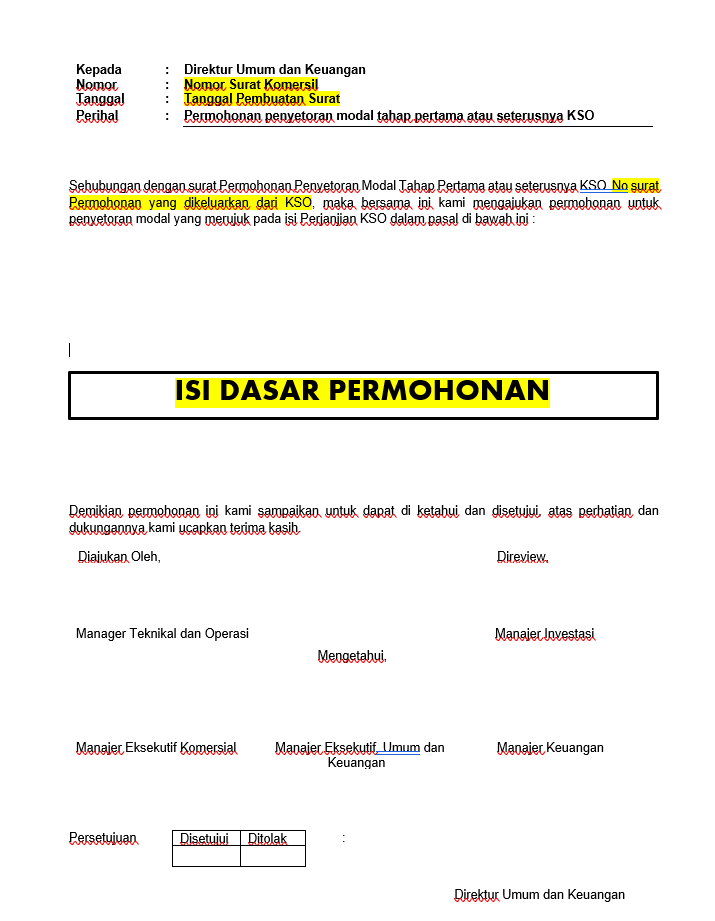 Kepada : Direktur Umum dan Keuangan
Nomor : Nomor Surat Komersil
Tanggal : Tanggal Pembuatan Surat
Perihal : Permohonan penyetoran modal tahap pertama atau seterusnya KSO
Sehubungan dengan surat Permohonan Penyetoran Modal Tahap Pertama atau seterusnya KSO No surat
Permohonan yang dikeluarkan dari KSO, maka bersama ini kami mengajukan permohonan untuk
penyetoran modal yang merujuk pada isi Perjanjian KSO dalam pasal di bawah ini :
ISI DASAR PERMOHONAN
Demikian permohonan ini kami sampaikan untuk dapat di ketahui dan disetujui, atas perhatian dan
dukungannya kami ucapkan terima kasih.
Diajukan Oleh, Direview,
Manager Teknikal dan Operasi Manajer Investasi
Mengetahui,
Manajer Eksekutif Komersial Manajer Eksekutif, Umum dan Manajer Keuangan
Keuangan
Persetujuan Disetujui Ditolak :
Direktur Umum dan Keuangan